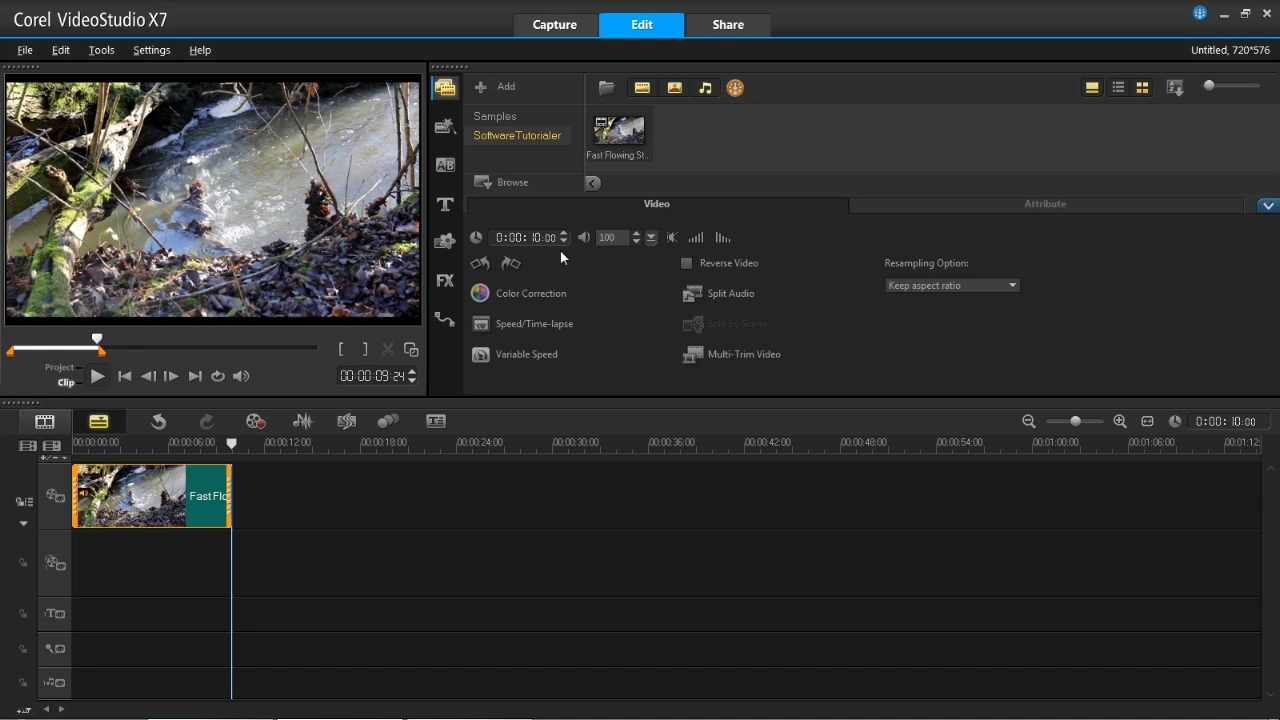 Corel VideoStudio X7
Capture
Edit
Share
File
Edit
Tools
Settings
Help
Untitled, 720*576
Add
Samples
SoftwareTutorialer
Browse
Fast Flowing St...
Video
Attribute
0:00: 10:00
100
Reverse Video
Resampling Option:
Keep aspect ratio
Color Correction
Split Audio
Speed/Time-lapse
Split by Scene
Variable Speed
Multi-Trim Video
Project
Clip
00:00:09:24
0:00: 10:00
00:00:00:00
00:00:06:00
00:00:12:00
00:00:18:00
00:00:24:00
00:00:30:00
00:00:36:00
00:00:42:00
00:00:48:00
00:00:54:00
00:01:00:00
00:01:06:00
00:01:12:
Fast Flo
AB
T
FX